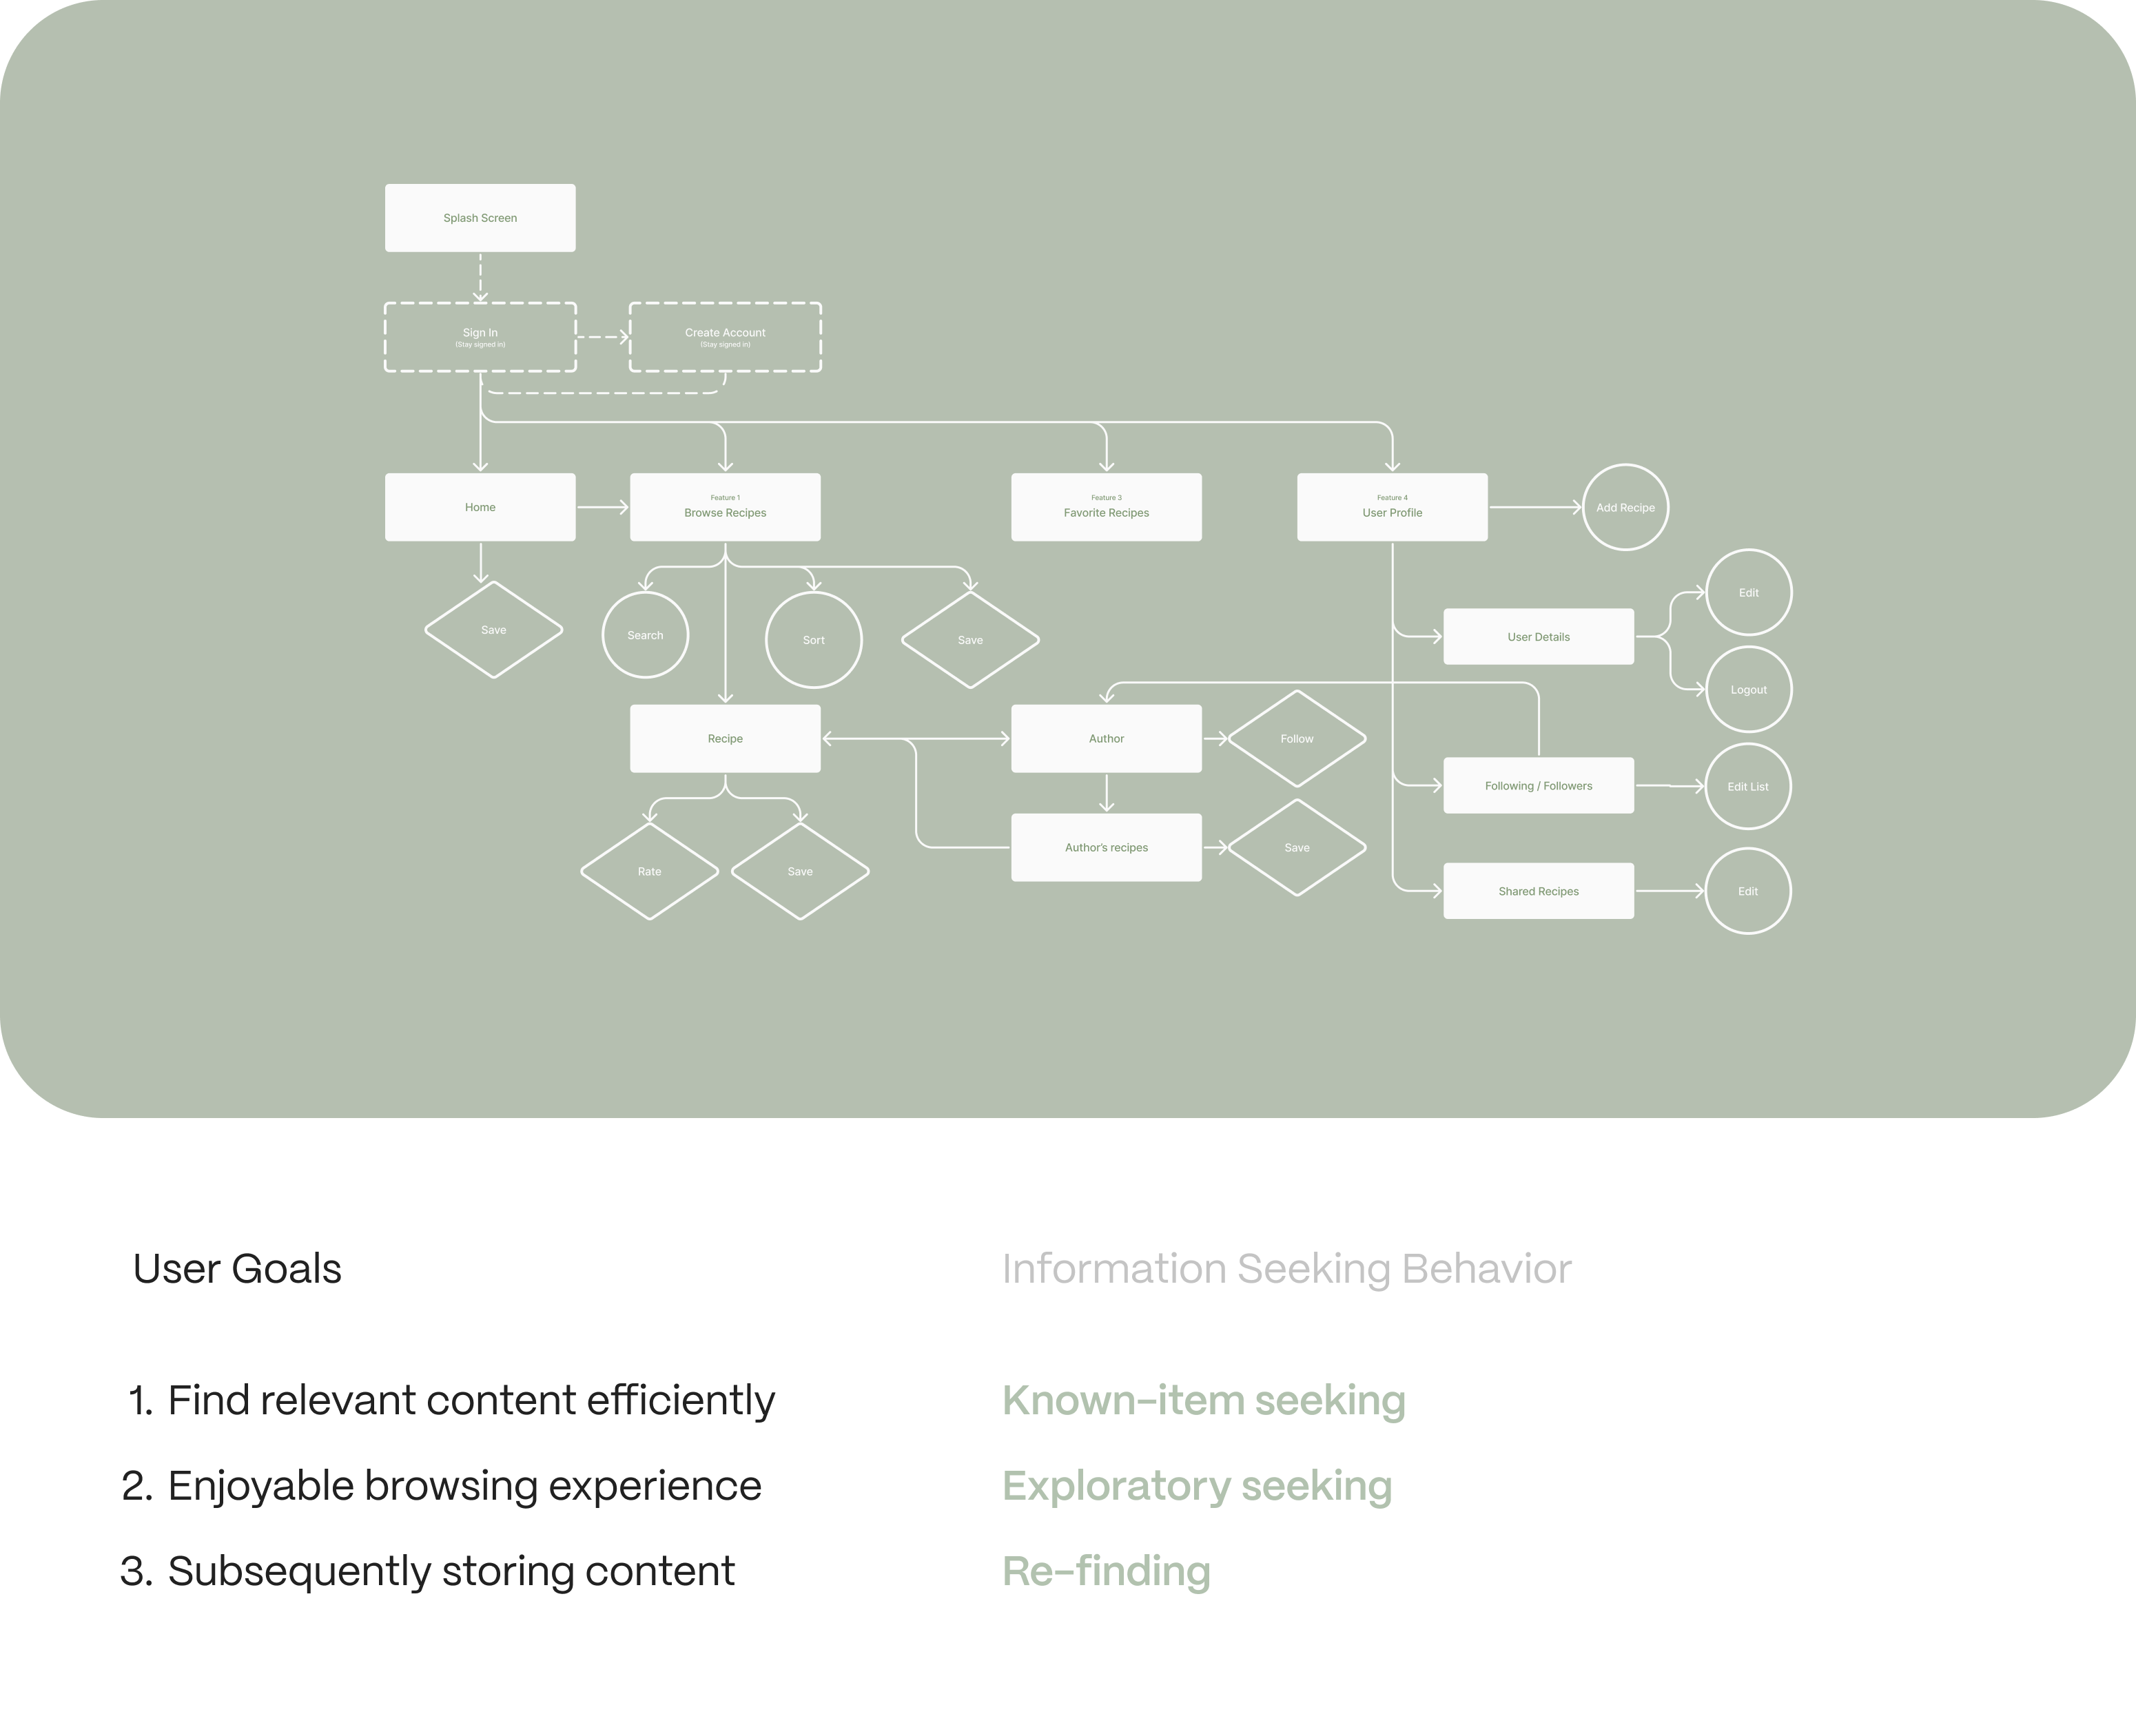 Splash Screen
Sign In
(Stay signed in)
Create Account
(Stay signed in)
Home
Feature 1
Browse Recipes
Feature 3
Favorite Recipes
Feature 4
User Profile
Add Recipe
Save
Search
Sort
Save
User Details
Edit
Logout
Recipe
Author
Follow
Following / Followers
Edit List
Rate
Save
Author's recipes
Save
Shared Recipes
Edit
User Goals
Information Seeking Behavior
1. Find relevant content efficiently
Known-item seeking
2. Enjoyable browsing experience
Exploratory seeking
3. Subsequently storing content
Re-finding